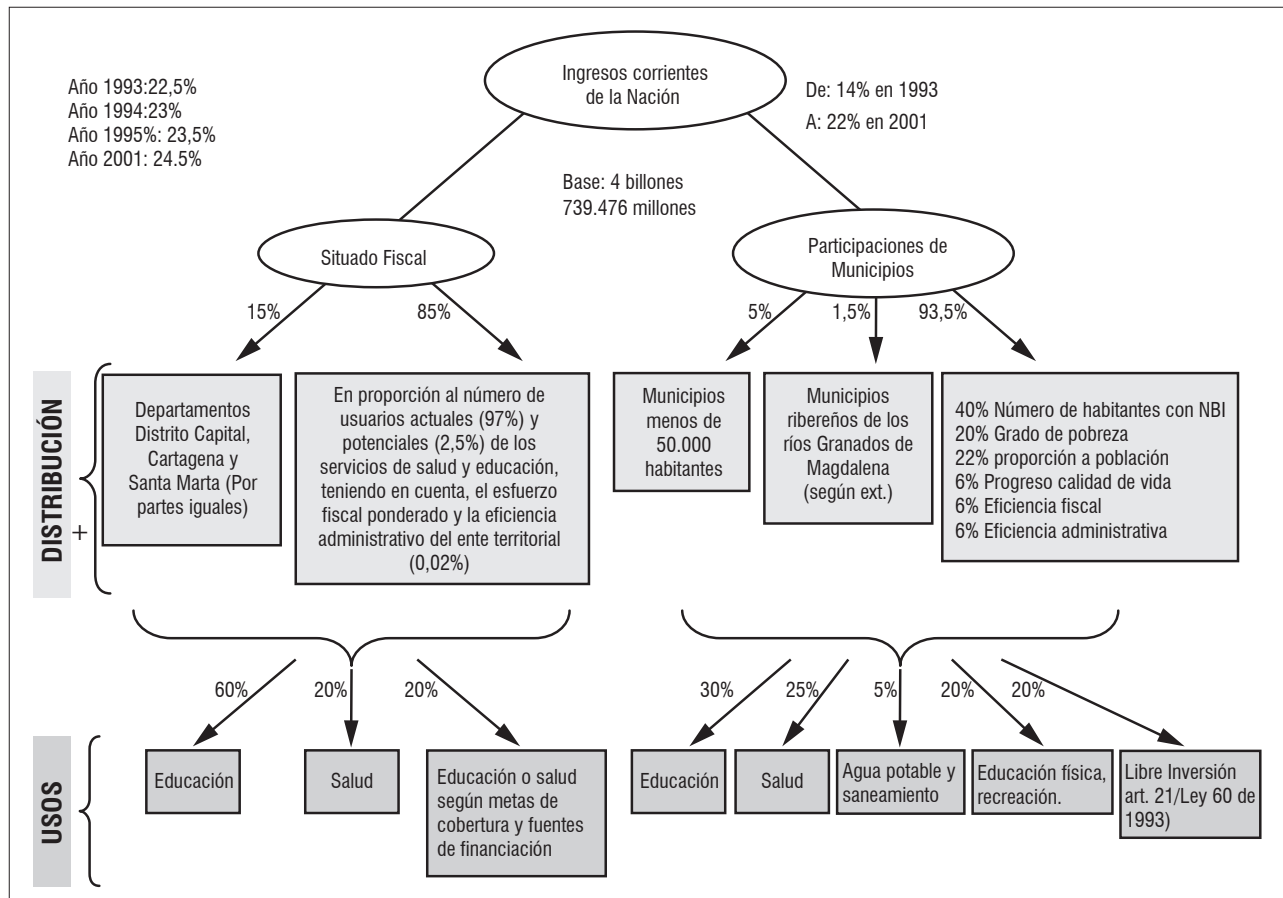 Ingresos corrientes
de la Nación
Año 1993:22,5%
Año 1994:23%
Año 1995%: 23,5%
Año 2001: 24.5%
De: 14% en 1993
A: 22% en 2001
Base: 4 billones
739.476 millones
Situado Fiscal
Participaciones de
Municipios
15%
85%
5%
1,5%
93,5%
DISTRIBUCIÓN
+
Departamentos
Distrito Capital,
Cartagena y
Santa Marta (Por
partes iguales)
En proporción al número de
usuarios actuales (97%) y
potenciales (2,5%) de los
servicios de salud y educación,
teniendo en cuenta, el esfuerzo
fiscal ponderado y la eficiencia
administrativo del ente territorial
(0,02%)
Municipios
menos de
50.000
habitantes
Municipios
ribereños de los
ríos Granados de
Magdalena
(según ext.)
40% Número de habitantes con NBI
20% Grado de pobreza
22% proporción a población
6% Progreso calidad de vida
6% Eficiencia fiscal
6% Eficiencia administrativa
60%
20%
20%
30%
25%
5%
20%
20%
USOS
Educación
Salud
Educación o salud
según metas de
cobertura y fuentes
de financiación
Educación
Salud
Agua potable y
saneamiento
Educación física,
recreación.
Libre Inversión
art. 21/Ley 60 de
1993)